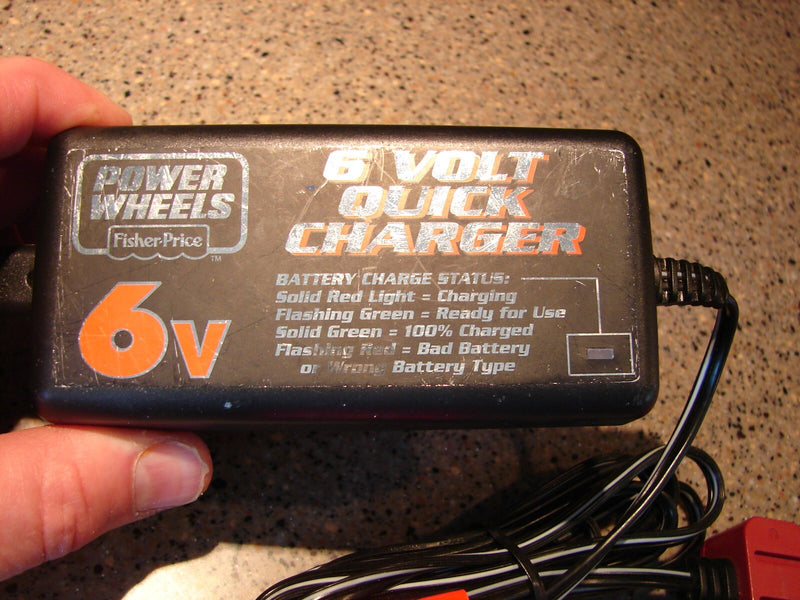 POWER
WHEELS
Fisher-Price
TM
6V
6 VOLT
QUICK
CHARGER
BATTERY CHARGE STATUS:
Solid Red Light = Charging
Flashing Green = Ready for Use
Solid Green = 100% Charged
Flashing Red = Bad Battery
or Wrong Battery Type